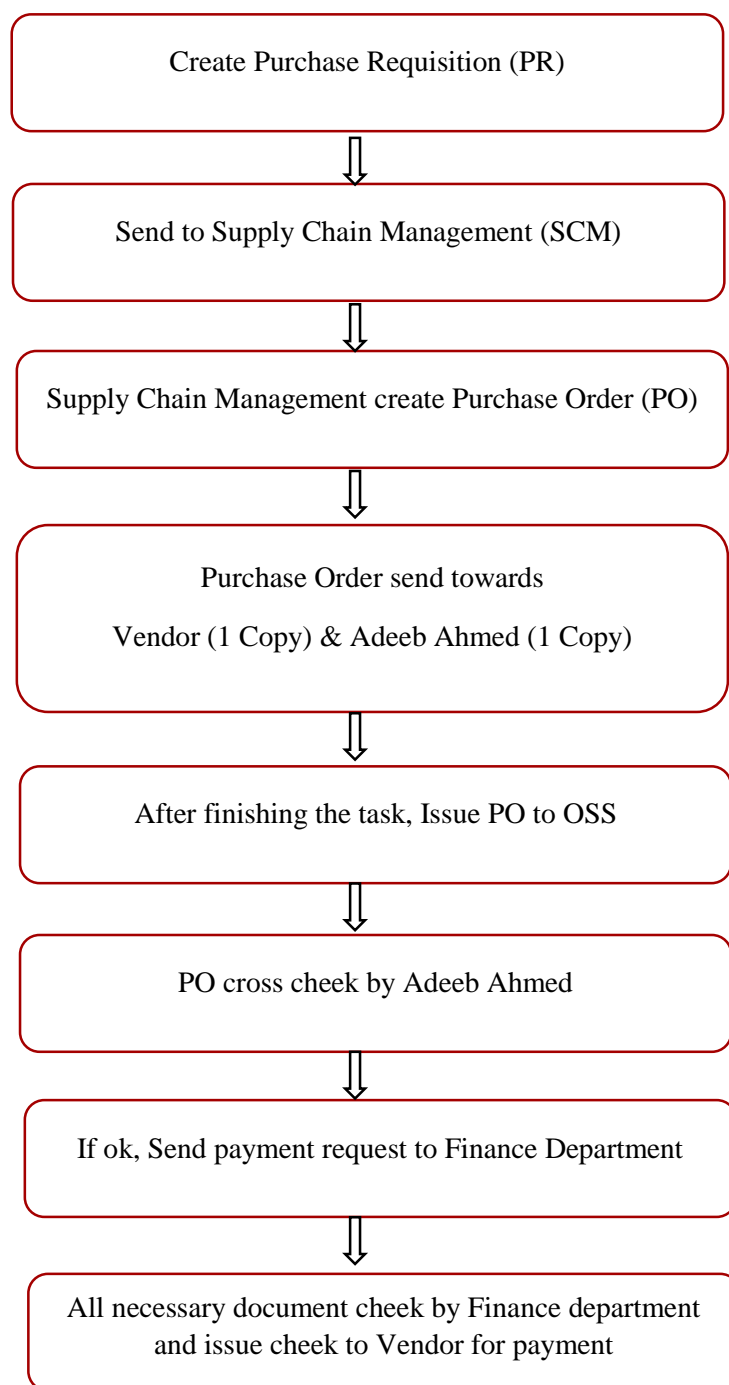 Create Purchase Requisition (PR)
Send to Supply Chain Management (SCM)
Supply Chain Management create Purchase Order (PO)
Purchase Order send towards
Vendor (1 Copy) & Adeeb Ahmed (1 Copy)
After finishing the task, Issue PO to OSS
PO cross cheek by Adeeb Ahmed
If ok, Send payment request to Finance Department
All necessary document cheek by Finance department
and issue cheek to Vendor for payment